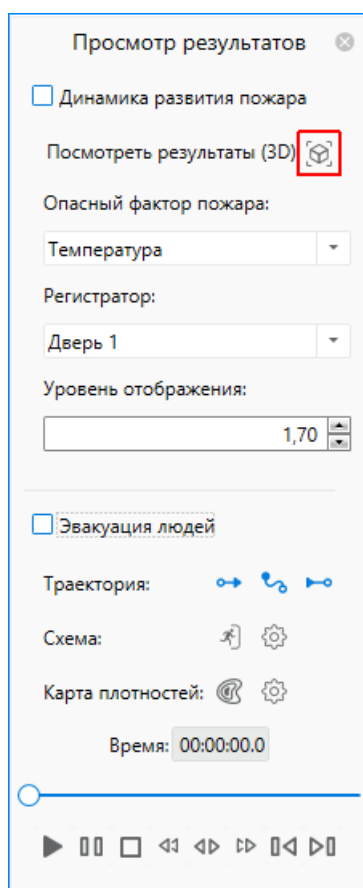 Просмотр результатов
Динамика развития пожара
Посмотреть результаты (3D)
Опасный фактор пожара:
Температура
Регистратор:
Дверь 1
Уровень отображения:
1,70
Эвакуация людей
Траектория:
Схема:
Карта плотностей:
Время: 00:00:00.0